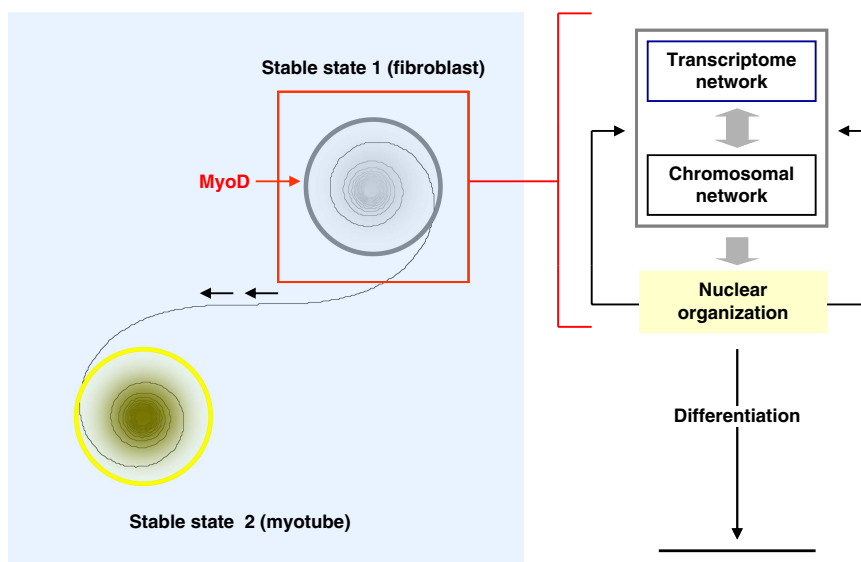 Stable state 1 (fibroblast)
MyoD
Stable state 2 (myotube)
Transcriptome
network
Chromosomal
network
Nuclear
organization
Differentiation